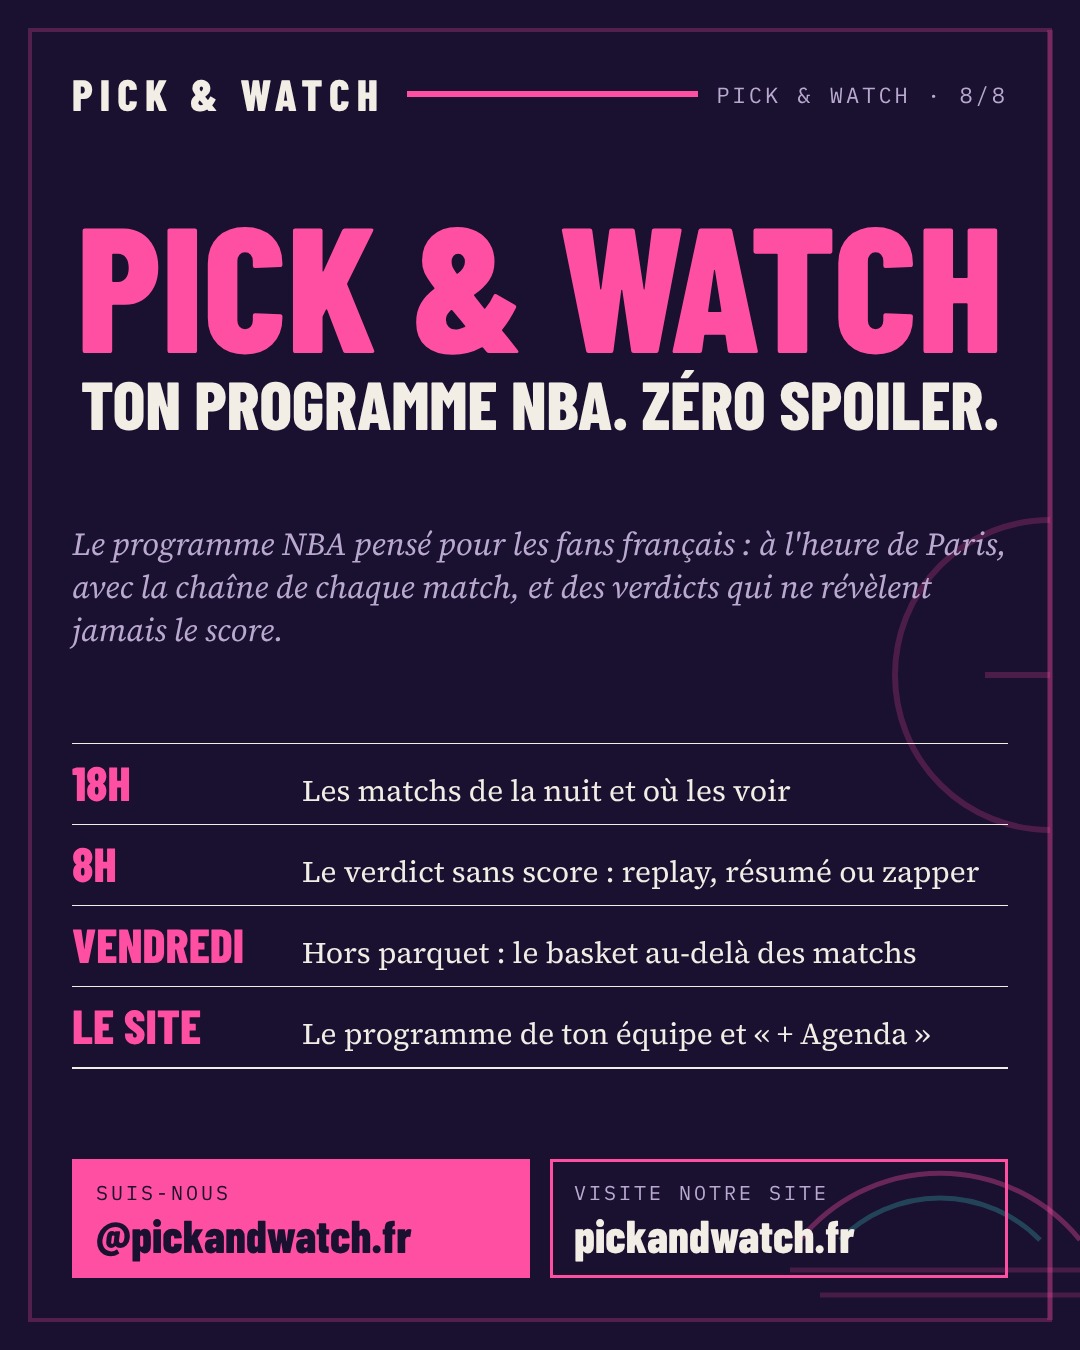 PICK & WATCH
PICK & WATCH · 8/8
PICK & WATCH
TON PROGRAMME NBA. ZÉRO SPOILER.
Le programme NBA pensé pour les fans français : à l'heure de Paris,
avec la chaîne de chaque match, et des verdicts qui ne révèlent
jamais le score.
18H
Les matchs de la nuit et où les voir
8H
Le verdict sans score : replay, résumé ou zapper
VENDREDI
Hors parquet : le basket au-delà des matchs
LE SITE
Le programme de ton équipe et « + Agenda »
SUIS-NOUS
@pickandwatch.fr
VISITE NOTRE SITE
pickandwatch.fr